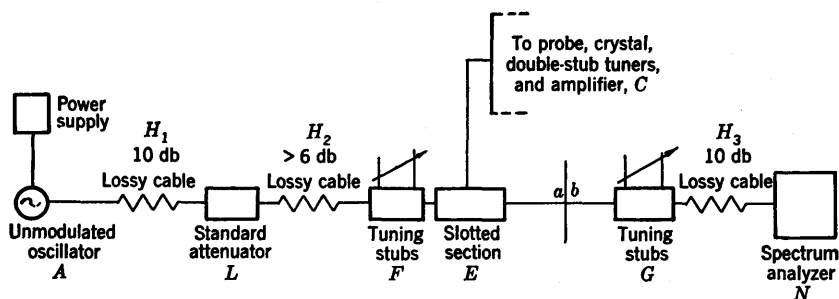 To probe, crystal,
double-stub tuners,
and amplifier, C
Power
supply
H1
10 db
Lossy cable
H2
> 6 db
Lossy cable
H3
10 db
Lossy cable
a b
Unmodulated
oscillator
A
Standard
attenuator
L
Tuning
stubs
F
Slotted
section
E
Tuning
stubs
G
Spectrum
analyzer
N